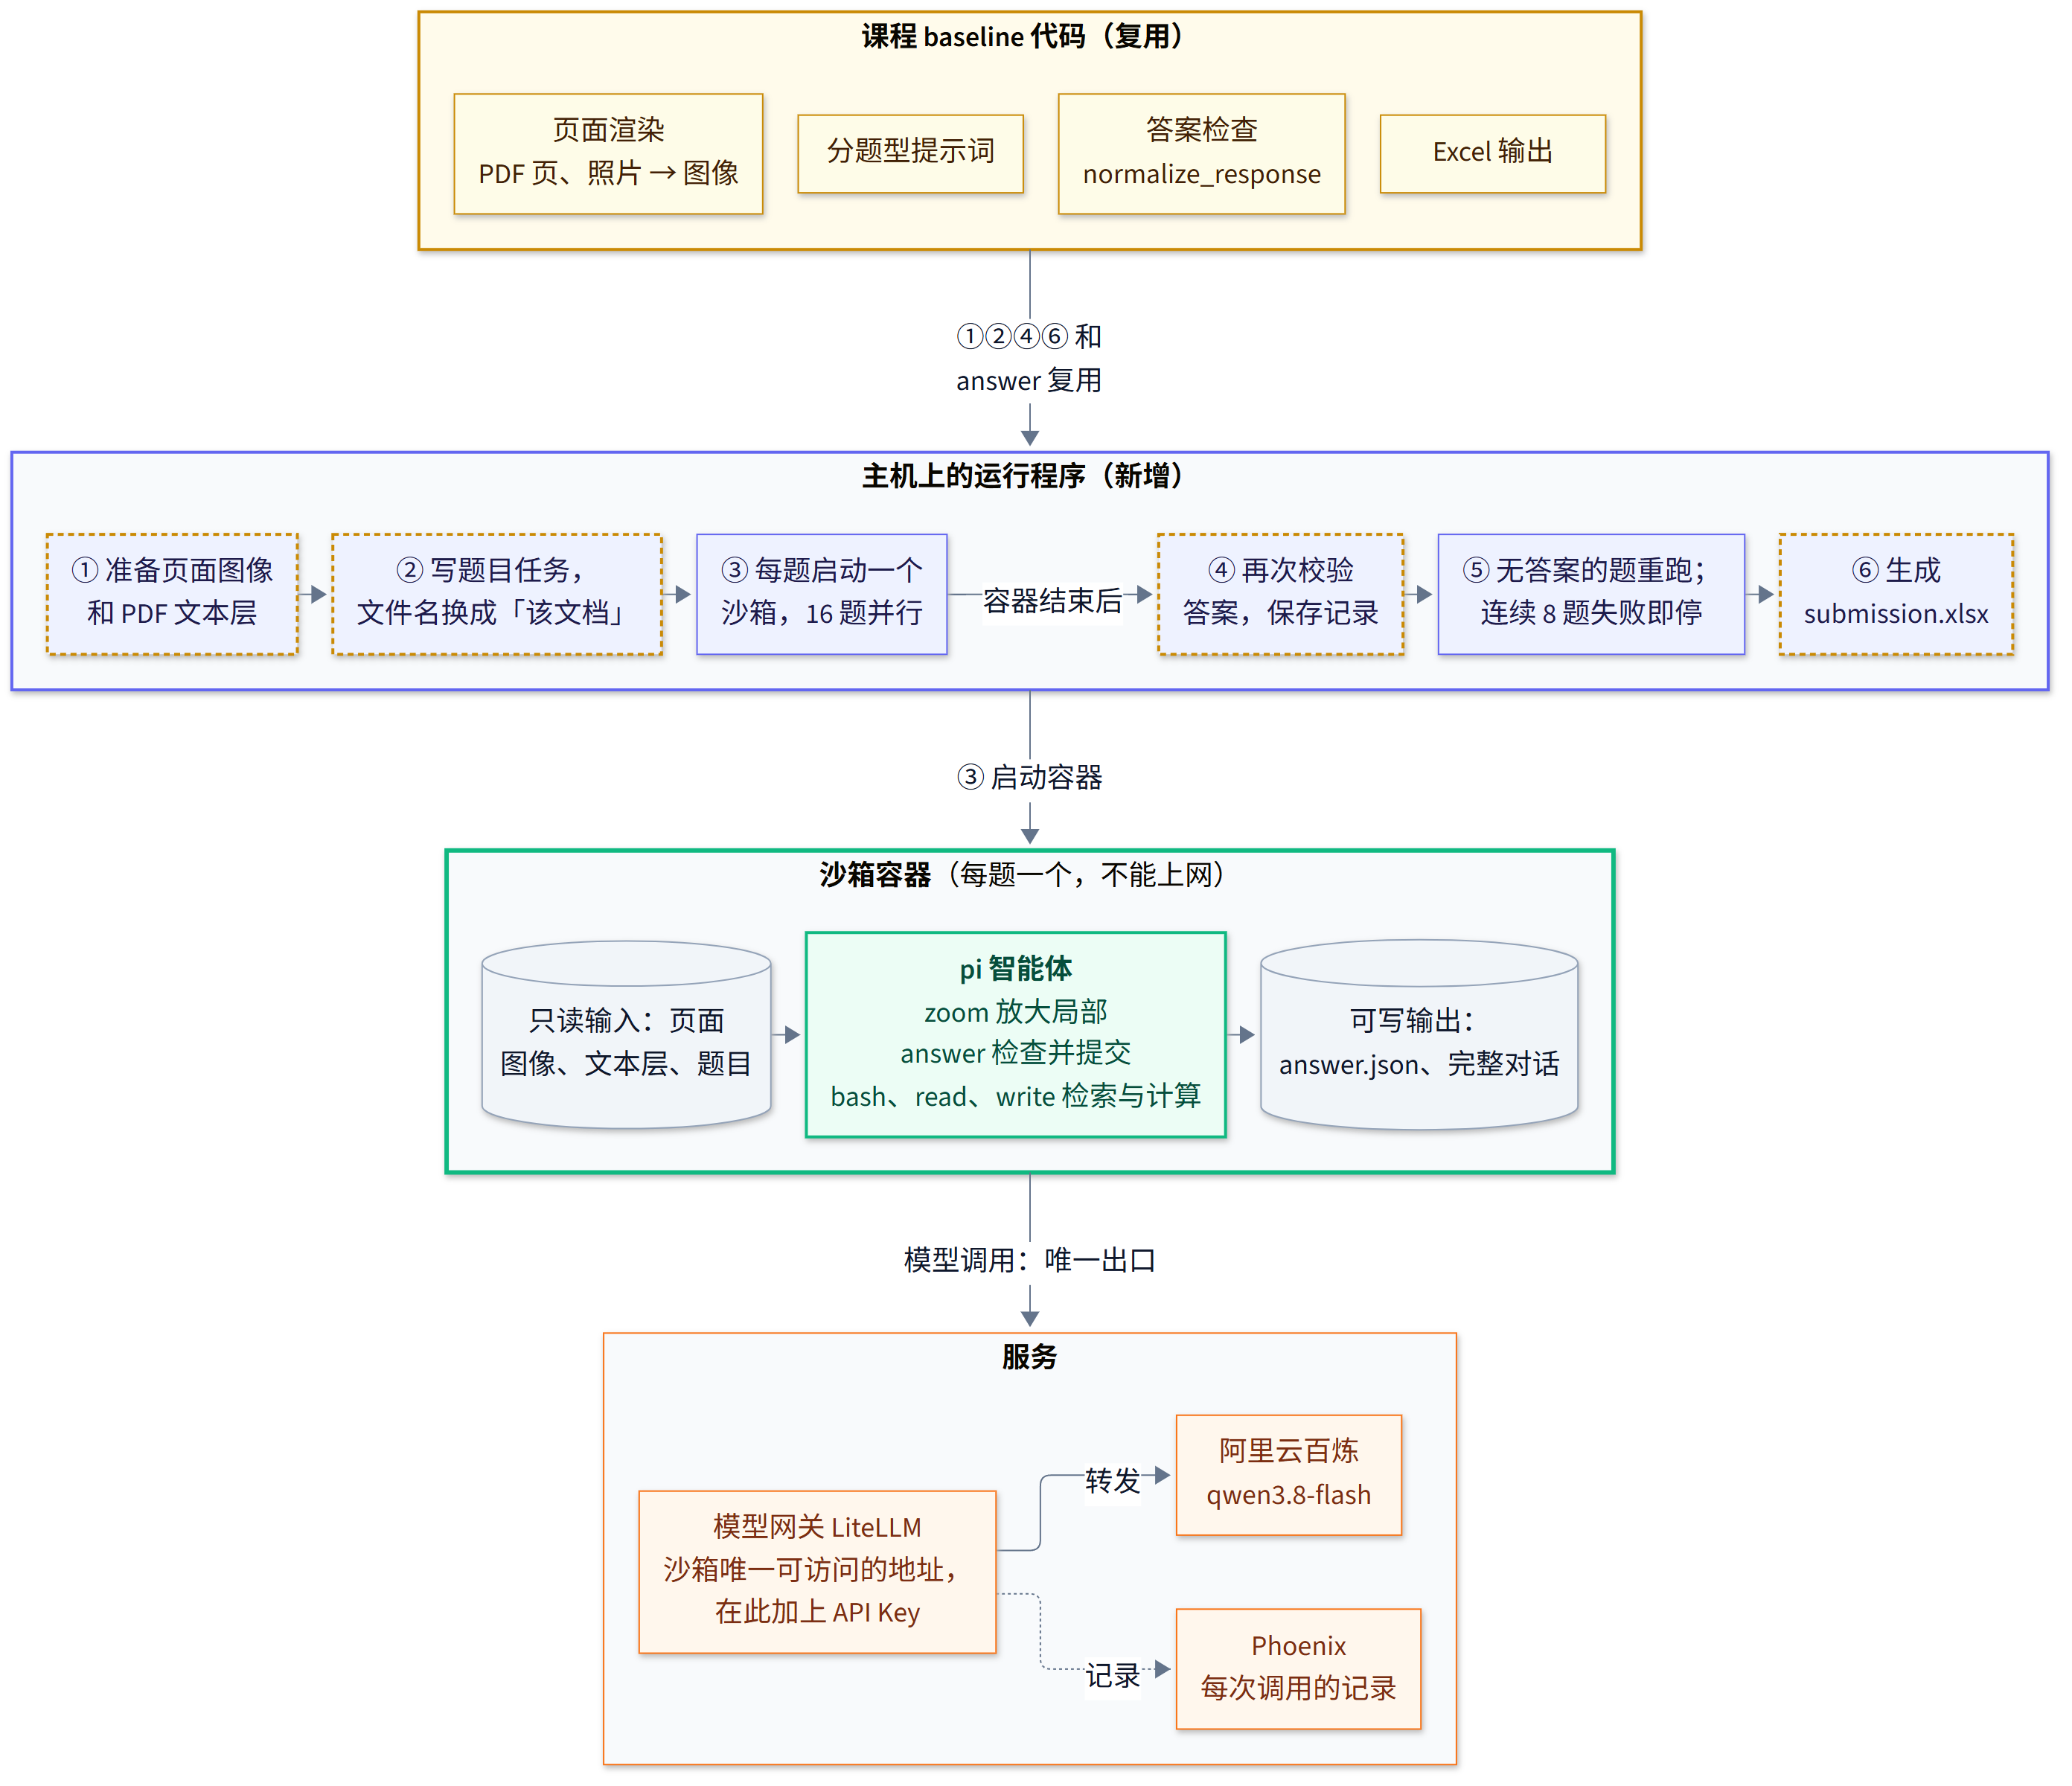 课程 baseline 代码（复用）
页面渲染
PDF 页、照片 → 图像
分题型提示词
答案检查
normalize_response
Excel 输出
①②④⑥ 和
answer 复用
主机上的运行程序（新增）
① 准备页面图像
和 PDF 文本层
② 写题目任务，
文件名换成「该文档」
③ 每题启动一个
沙箱，16 题并行
容器结束后
④ 再次校验
答案，保存记录
⑤ 无答案的题重跑；
连续 8 题失败即停
⑥ 生成
submission.xlsx
③ 启动容器
沙箱容器（每题一个，不能上网）
只读输入：页面
图像、文本层、题目
pi 智能体
zoom 放大局部
answer 检查并提交
bash、read、write 检索与计算
可写输出：
answer.json、完整对话
模型调用：唯一出口
服务
模型网关 LiteLLM
沙箱唯一可访问的地址，
在此加上 API Key
转发
阿里云百炼
qwen3.8-flash
记录
Phoenix
每次调用的记录